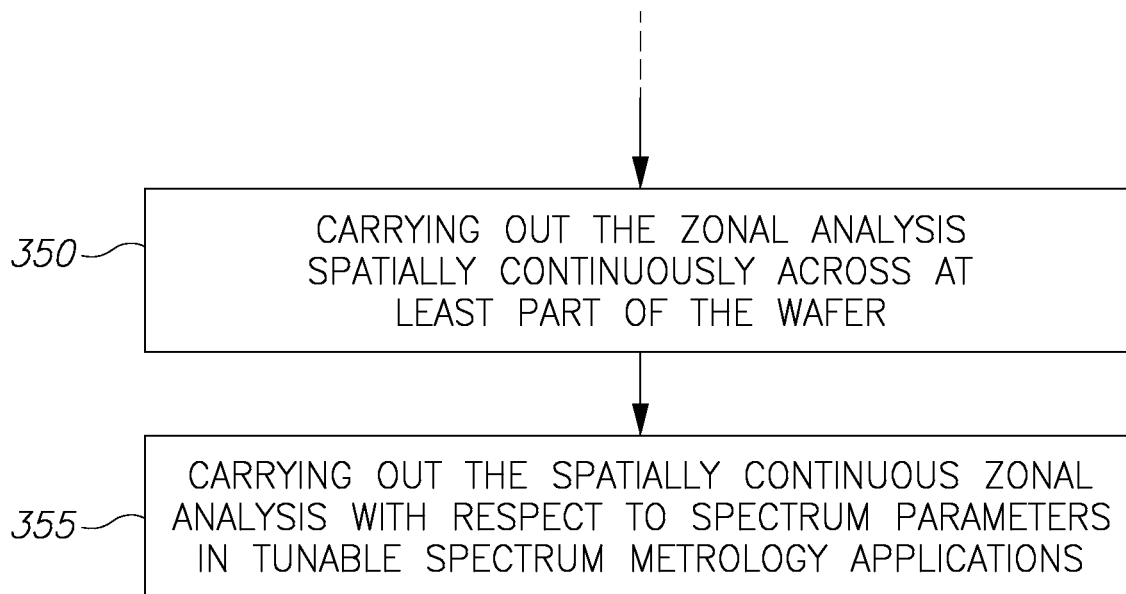 350
CARRYING OUT THE ZONAL ANALYSIS
SPATIALLY CONTINUOUSLY ACROSS AT
LEAST PART OF THE WAFER
355
CARRYING OUT THE SPATIALLY CONTINUOUS ZONAL
ANALYSIS WITH RESPECT TO SPECTRUM PARAMETERS
IN TUNABLE SPECTRUM METROLOGY APPLICATIONS